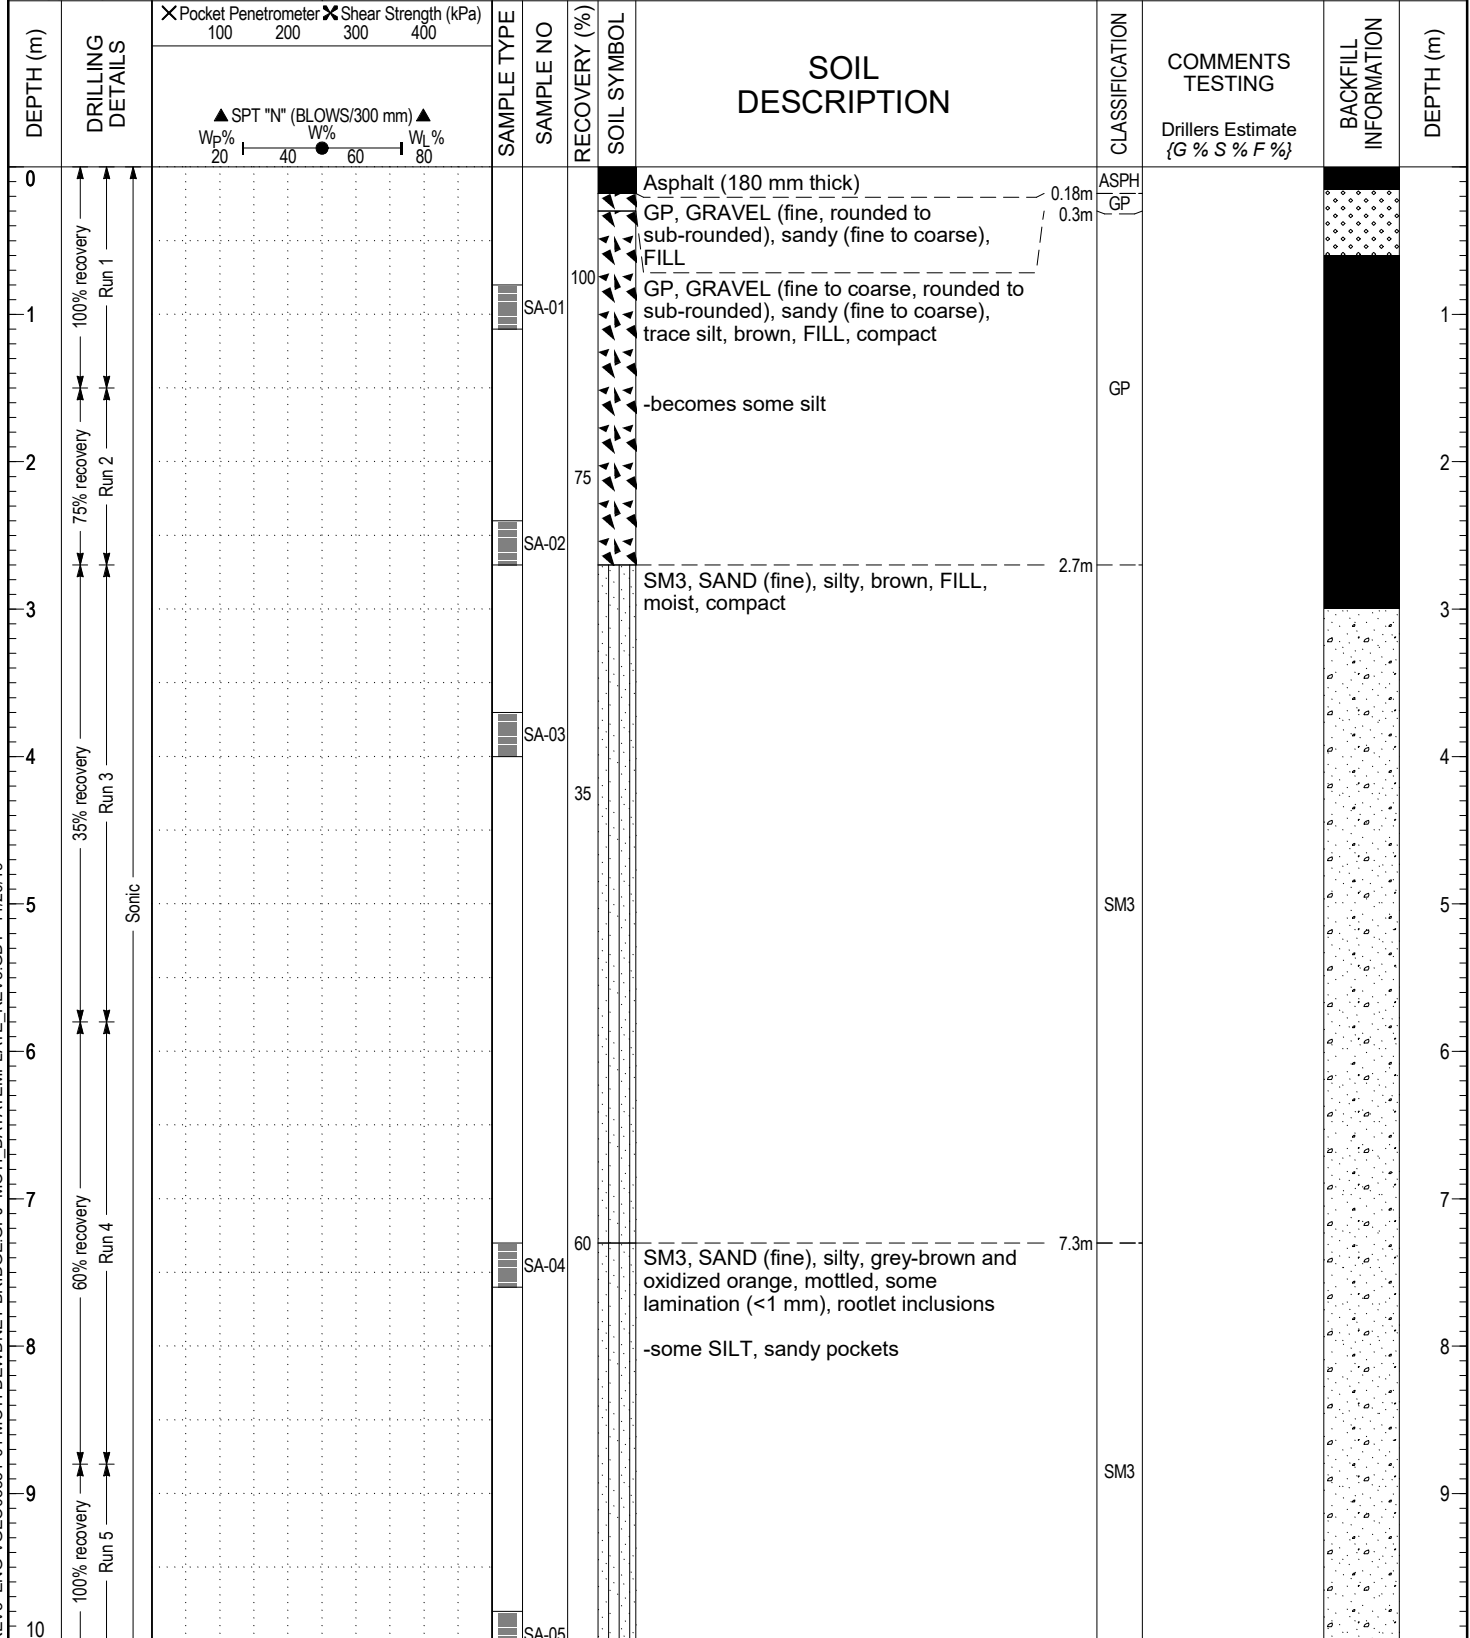 Pocket Penetrometer Shear Strength (kPa)
100 200 300 400
DEPTH (m)
DRILLING
DETAILS
SPT "N" (BLOWS/300 mm)
WP% W% WL%
20 40 60 80
SAMPLE TYPE
SAMPLE NO
RECOVERY (%)
SOIL SYMBOL
SOIL
DESCRIPTION
CLASSIFICATION
COMMENTS
TESTING
Drillers Estimate
{G % S % F %}
BACKFILL
INFORMATION
DEPTH (m)
0
Asphalt (180 mm thick)
0.18m
ASPH
GP, GRAVEL (fine, rounded to
sub-rounded), sandy (fine to coarse),
FILL
0.3m
GP
100% recovery
Run 1
100
GP, GRAVEL (fine to coarse, rounded to
sub-rounded), sandy (fine to coarse),
trace silt, brown, FILL, compact
SA-01
1
1
GP
-becomes some silt
2
75% recovery
Run 2
75
2
SA-02
2.7m
SM3, SAND (fine), silty, brown, FILL,
moist, compact
3
3
SA-03
4
4
35% recovery
Run 3
35
Sonic
5
SM3
5
6
6
7
7
60% recovery
Run 4
60
7.3m
SA-04
SM3, SAND (fine), silty, grey-brown and
oxidized orange, mottled, some
lamination (<1 mm), rootlet inclusions
-some SILT, sandy pockets
8
8
SM3
9
9
100% recovery
Run 5
10
SA-05